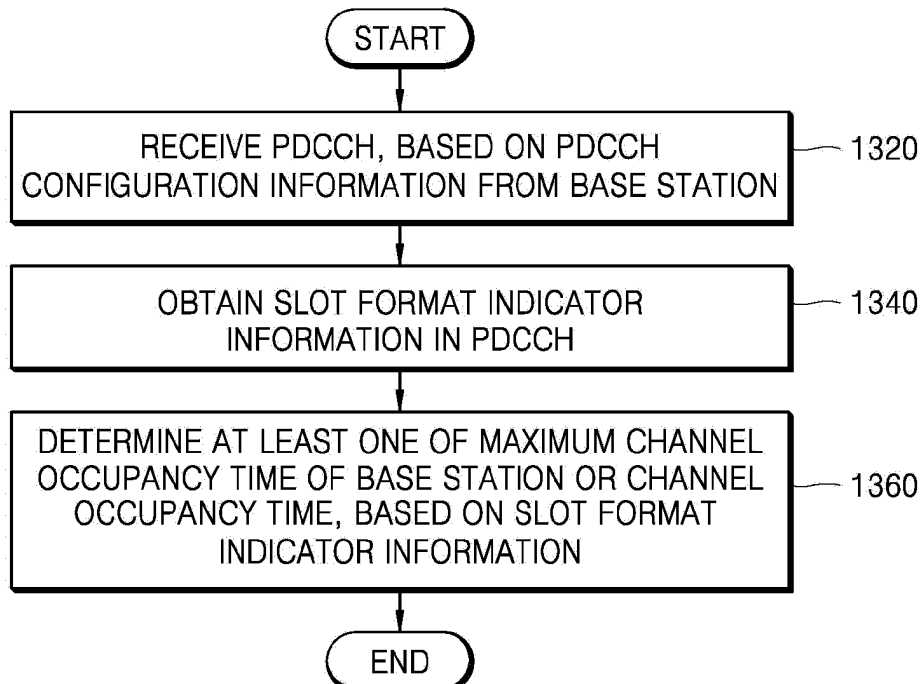 START
RECEIVE PDCCH, BASED ON PDCCH
CONFIGURATION INFORMATION FROM BASE STATION
1320
OBTAIN SLOT FORMAT INDICATOR
INFORMATION IN PDCCH
1340
DETERMINE AT LEAST ONE OF MAXIMUM CHANNEL
OCCUPANCY TIME OF BASE STATION OR CHANNEL
OCCUPANCY TIME, BASED ON SLOT FORMAT
INDICATOR INFORMATION
1360
END